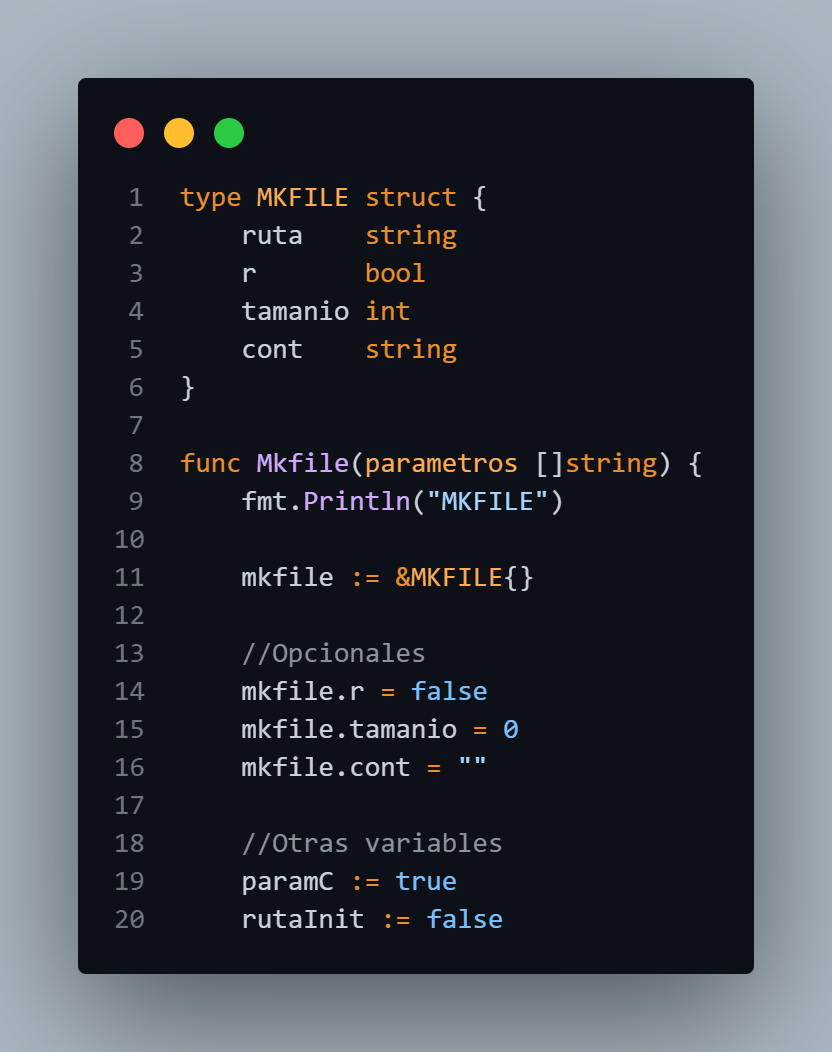 1 type MKFILE struct {
2     ruta    string
3     r       bool
4     tamanio int
5     cont    string
6 }
7
8 func Mkfile(parametros []string) {
9     fmt.Println("MKFILE")
10
11     mkfile := &MKFILE{}
12
13     //Opcionales
14     mkfile.r = false
15     mkfile.tamanio = 0
16     mkfile.cont = ""
17
18     //Otras variables
19     paramC := true
20     rutaInit := false